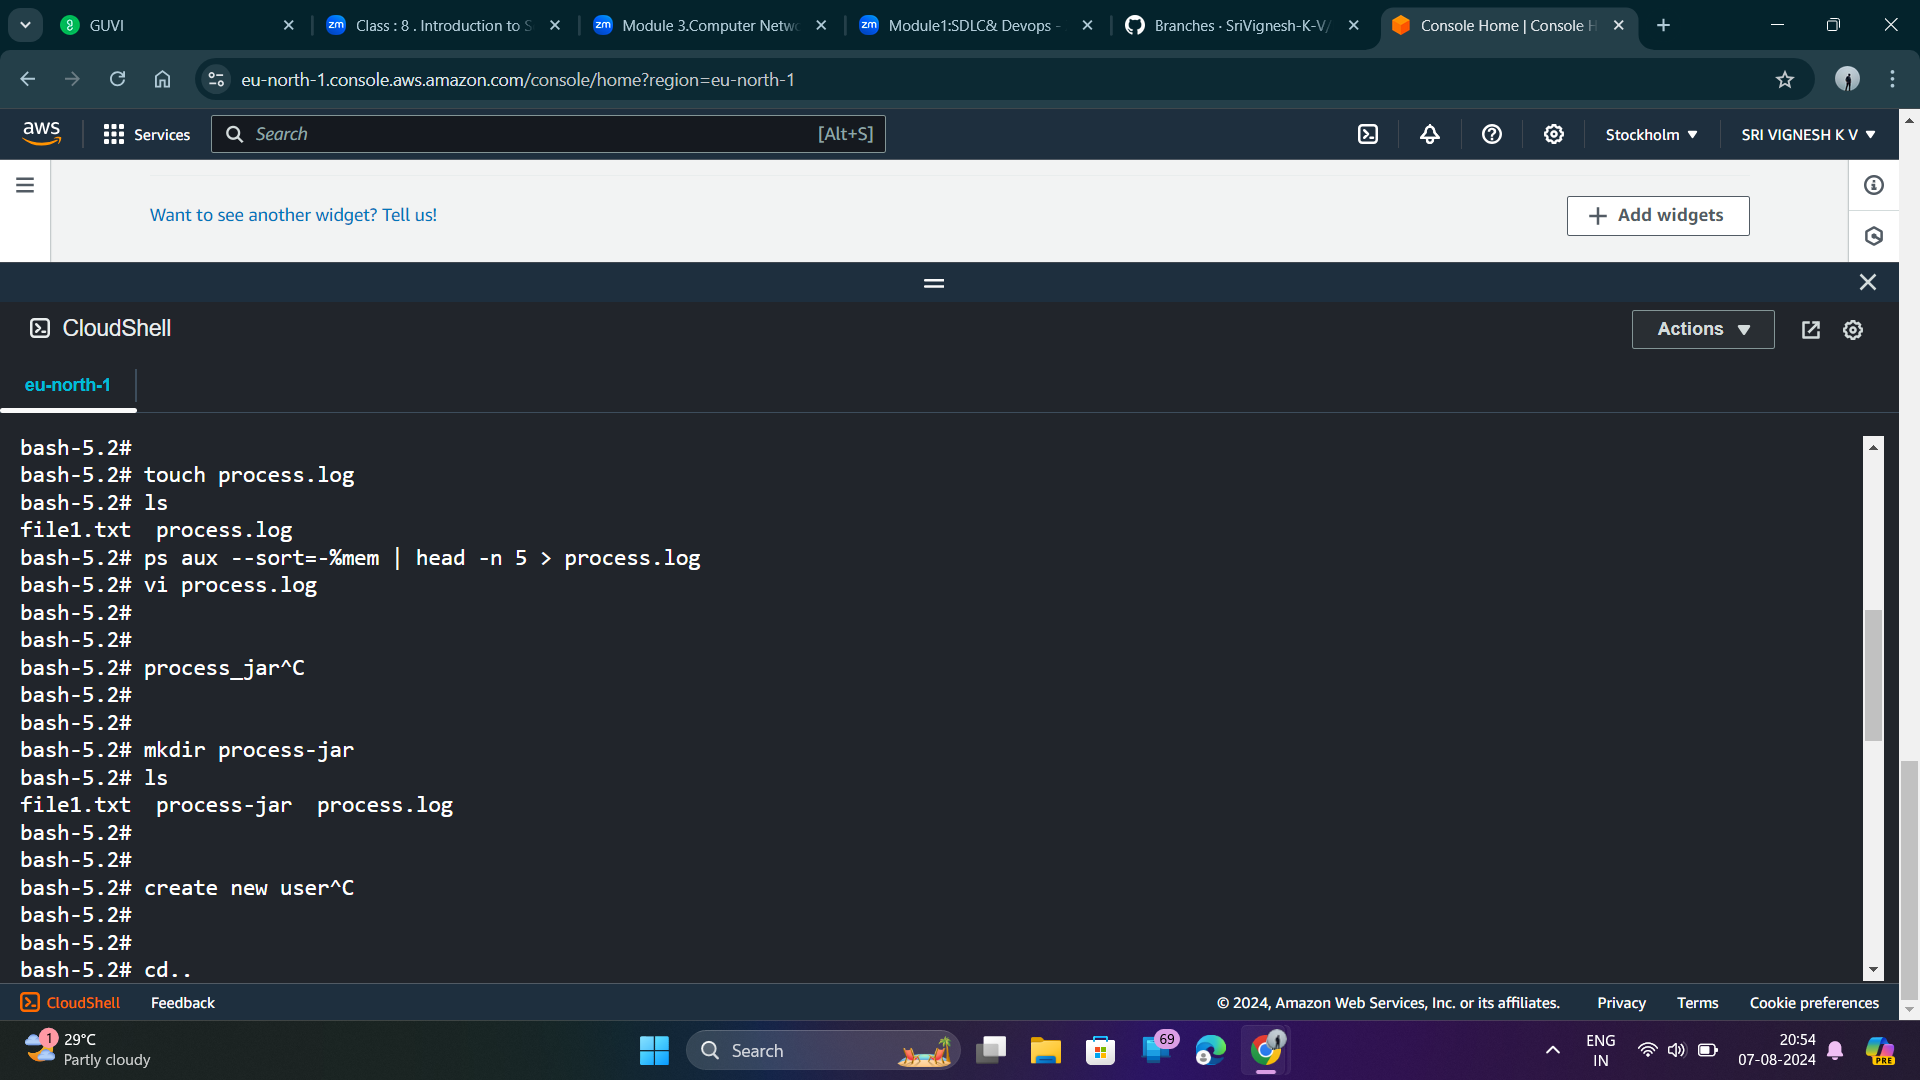 GUVI
Class : 8 . Introduction to S
Module 3.Computer Netwo
Module1:SDLC& Devops -
Branches · SriVignesh-K-V/
Console Home | Console H
eu-north-1.console.aws.amazon.com/console/home?region=eu-north-1
aws
Services
Search
[Alt+S]
Stockholm
SRI VIGNESH K V
Want to see another widget? Tell us!
Add widgets
CloudShell
Actions
eu-north-1
bash-5.2#
bash-5.2# touch process.log
bash-5.2# ls
file1.txt  process.log
bash-5.2# ps aux --sort=-%mem | head -n 5 > process.log
bash-5.2# vi process.log
bash-5.2#
bash-5.2#
bash-5.2# process_jar^C
bash-5.2#
bash-5.2#
bash-5.2# mkdir process-jar
bash-5.2# ls
file1.txt  process-jar  process.log
bash-5.2#
bash-5.2#
bash-5.2# create new user^C
bash-5.2#
bash-5.2#
bash-5.2# cd..
CloudShell
Feedback
© 2024, Amazon Web Services, Inc. or its affiliates.
Privacy
Terms
Cookie preferences
1
29°C
Partly cloudy
Search
69
ENG
IN
20:54
07-08-2024
PRE